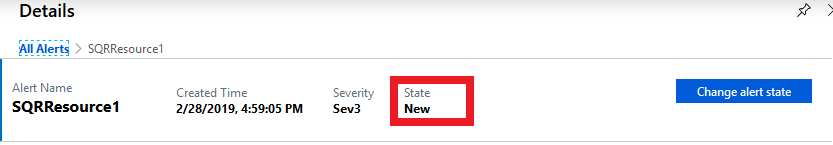 Details
All Alerts > SQRResource1
Alert Name
SQRResource1
Created Time
2/28/2019, 4:59:05 PM
Severity
Sev3
State
New
Change alert state